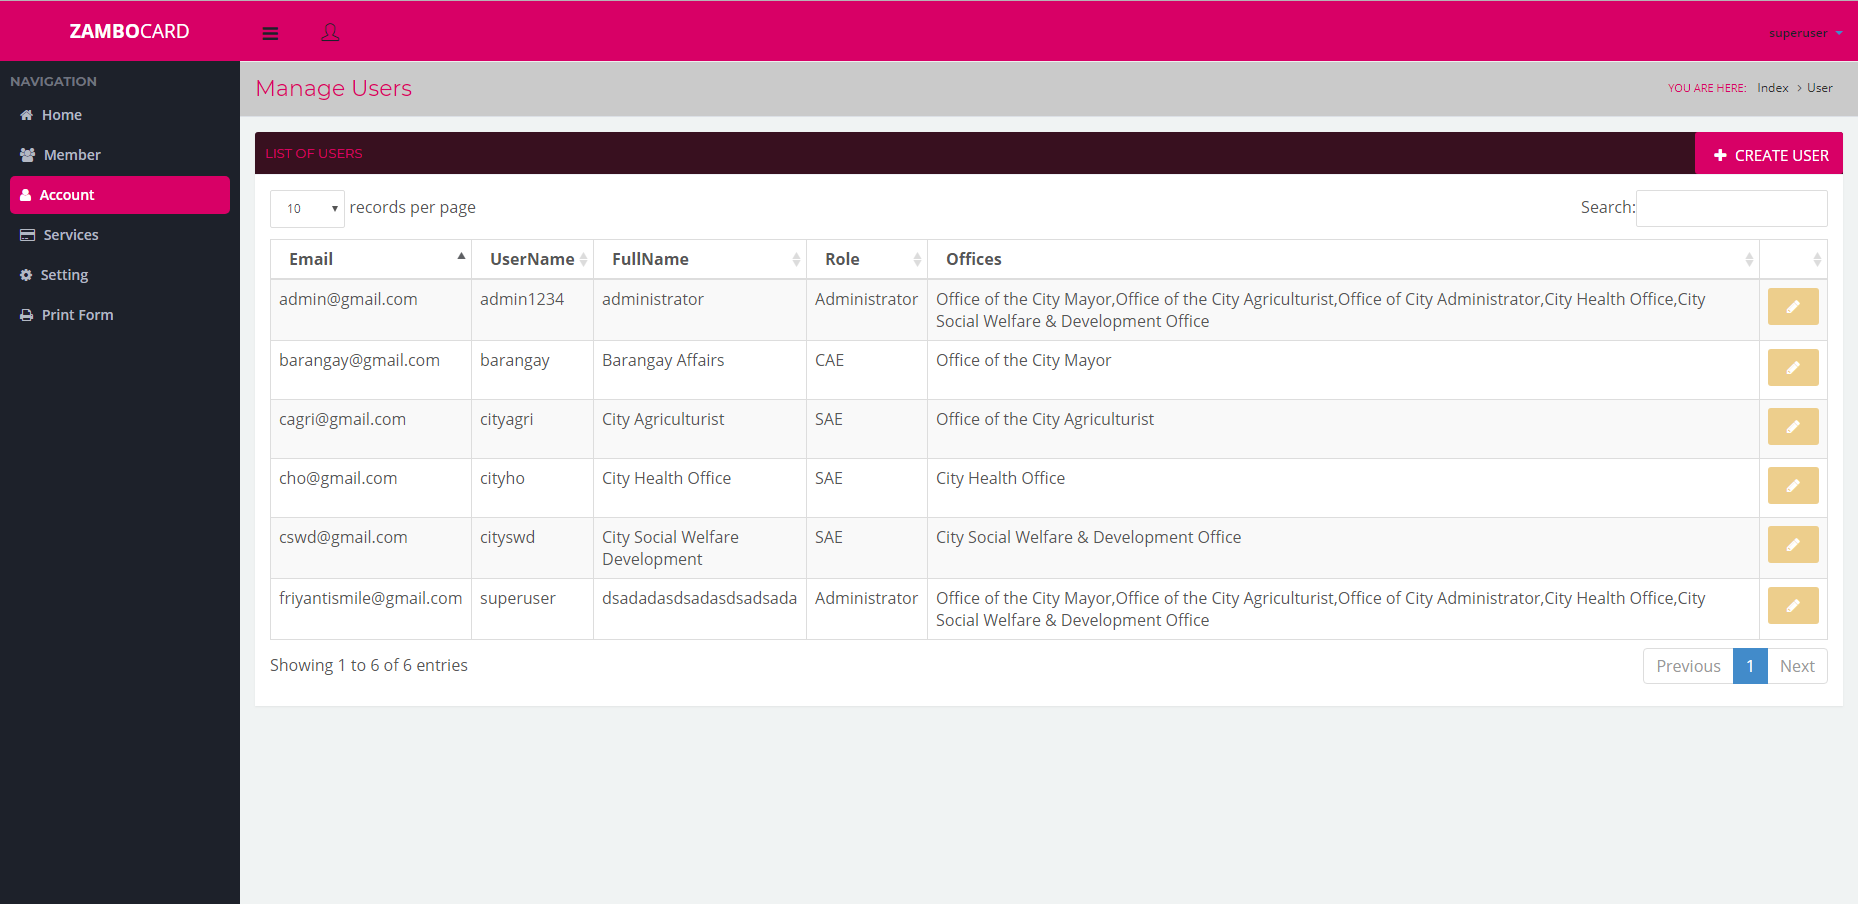 ZAMBOCARD
superuser
NAVIGATION
Home
Member
Account
Services
Setting
Print Form
Manage Users
YOU ARE HERE: Index > User
LIST OF USERS
CREATE USER
10 records per page
Search:
Email UserName FullName Role Offices
admin@gmail.com admin1234 administrator Administrator Office of the City Mayor,Office of the City Agriculturist,Office of City Administrator,City Health Office,City
Social Welfare & Development Office
barangay@gmail.com barangay Barangay Affairs CAE Office of the City Mayor
cagri@gmail.com cityagri City Agriculturist SAE Office of the City Agriculturist
cho@gmail.com cityho City Health Office SAE City Health Office
cswd@gmail.com cityswd City Social Welfare SAE City Social Welfare & Development Office
Development
friyantismile@gmail.com superuser dsadadasdsadasdsadsada Administrator Office of the City Mayor,Office of the City Agriculturist,Office of City Administrator,City Health Office,City
Social Welfare & Development Office
Showing 1 to 6 of 6 entries
Previous 1 Next